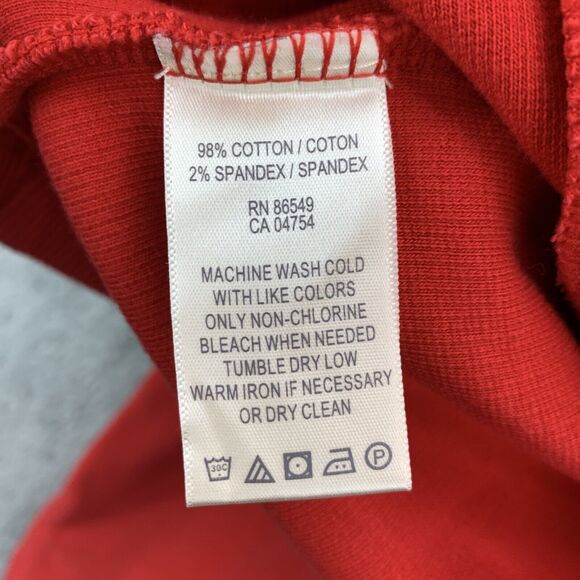 98% COTTON / COTON
2% SPANDEX / SPANDEX
RN 86549
CA 04754
MACHINE WASH COLD
WITH LIKE COLORS
ONLY NON-CHLORINE
BLEACH WHEN NEEDED
TUMBLE DRY LOW
WARM IRON IF NECESSARY
OR DRY CLEAN
30C P